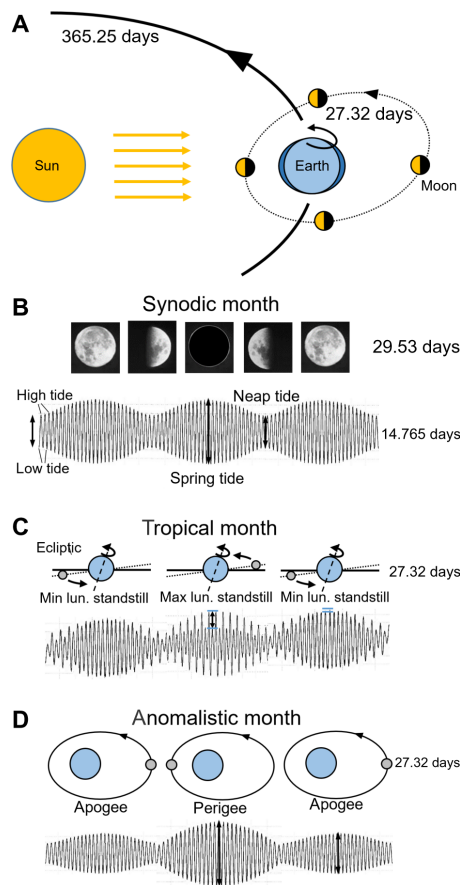 A
365.25 days
27.32 days
Sun
Earth
Moon
B
Synodic month
29.53 days
High tide
Neap tide
14.765 days
Low tide
Spring tide
C
Tropical month
Ecliptic
27.32 days
Min lun. standstill
Max lun. standstill
Min lun. standstill
D
Anomalistic month
27.32 days
Apogee
Perigee
Apogee